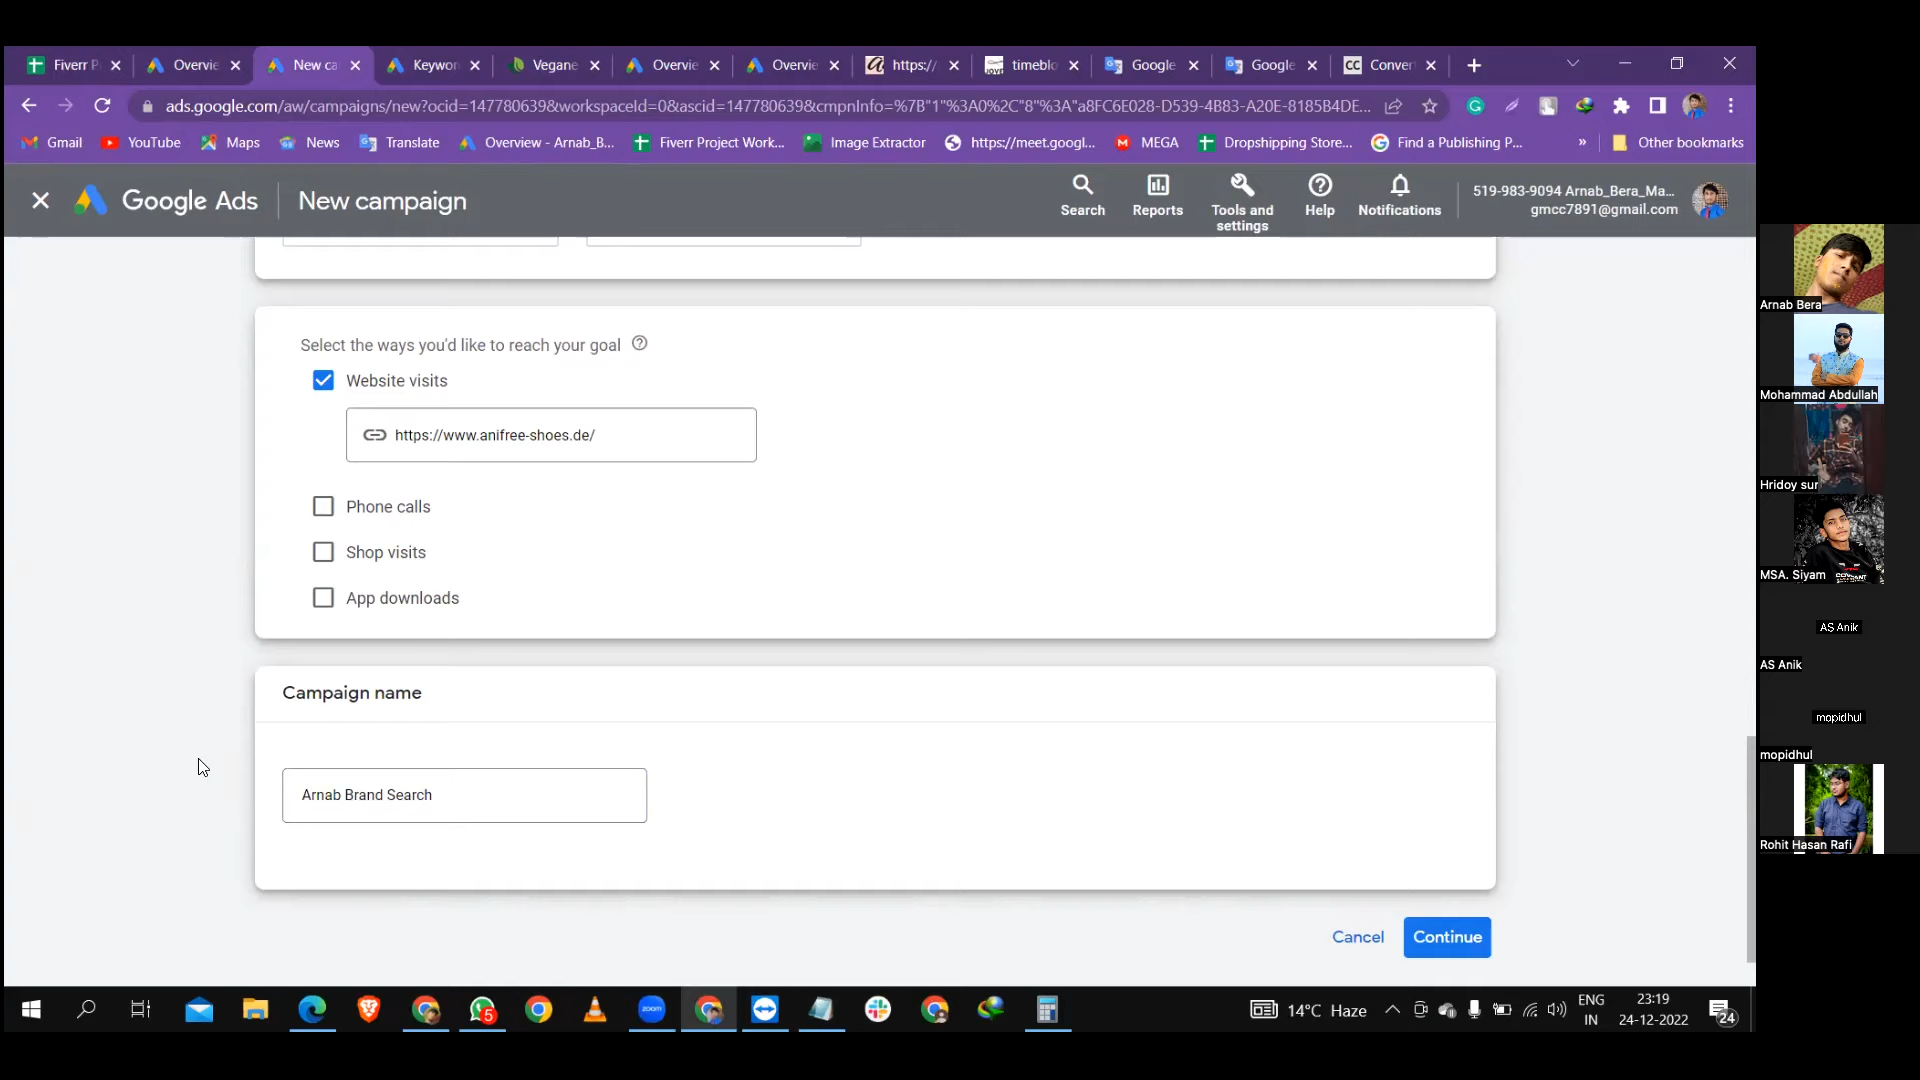 Fiverr P
Overvie
New ca
Keywor
Vegane
Overvie
Overvie
https://
timeblo
Google
Google
CC
Conver
ads.google.com/aw/campaigns/new?ocid=147780639&workspaceId=0&ascid=147780639&cmpnInfo=%7B"1"%3A0%2C"8"%3A"a8FC6E028-D539-4B83-A20E-8185B4DE...
Gmail
YouTube
Maps
News
Translate
Overview - Arnab_B...
Fiverr Project Work...
Image Extractor
https://meet.googl...
MEGA
Dropshipping Store...
Find a Publishing P...
»
Other bookmarks
Google Ads
New campaign
Search
Reports
Tools and
settings
Help
Notifications
519-983-9094 Arnab_Bera_Ma...
gmcc7891@gmail.com
Select the ways you'd like to reach your goal
Website visits
https://www.anifree-shoes.de/
Phone calls
Shop visits
App downloads
Campaign name
Arnab Brand Search
Cancel
Continue
Arnab Bera
Mohammad Abdullah
Hridoy sur
MSA. Siyam
AS Anik
AS Anik
mopidhul
mopidhul
Rohit Hasan Rafi
5
zoom
14°C Haze
ENG
IN
23:19
24-12-2022
24